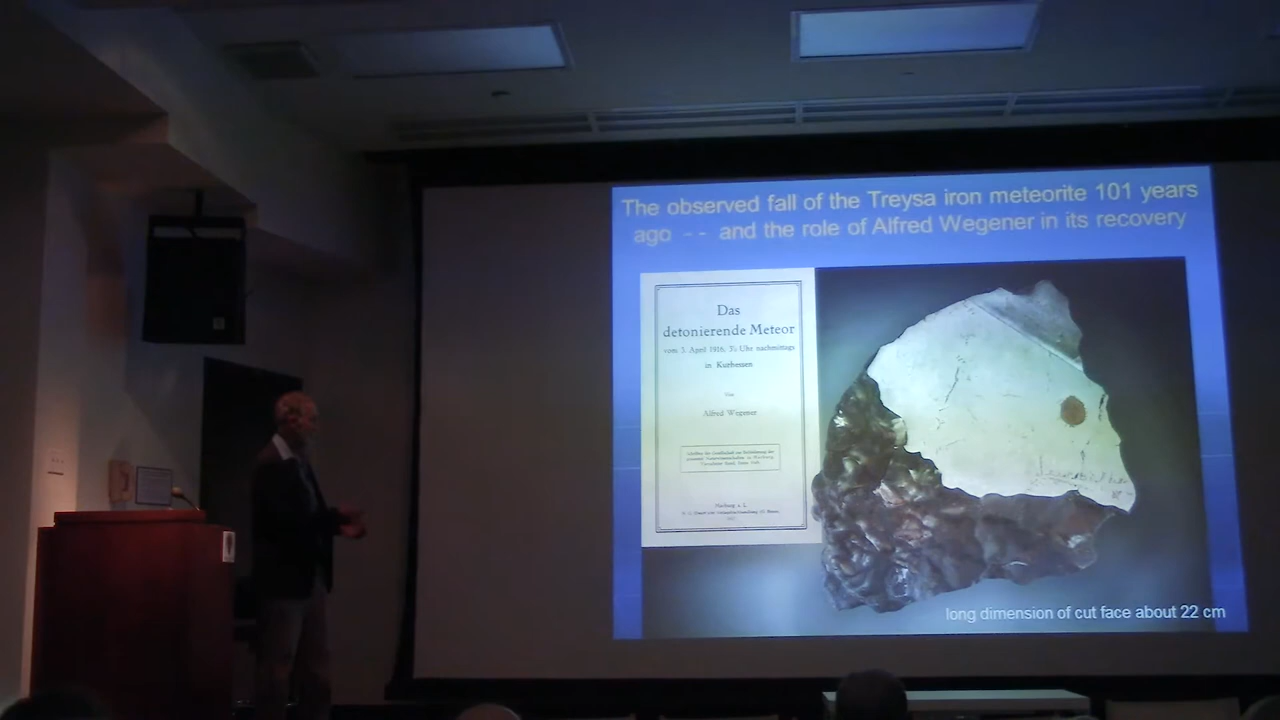 The observed fall of the Treysa iron meteorite 101 years
ago -- and the role of Alfred Wegener in its recovery
Das
detonierende Meteor
vom 3. April 1916, 3½ Uhr nachmittags
in Kurhessen
Von
Alfred Wegener
Marburg a. L.
long dimension of cut face about 22 cm